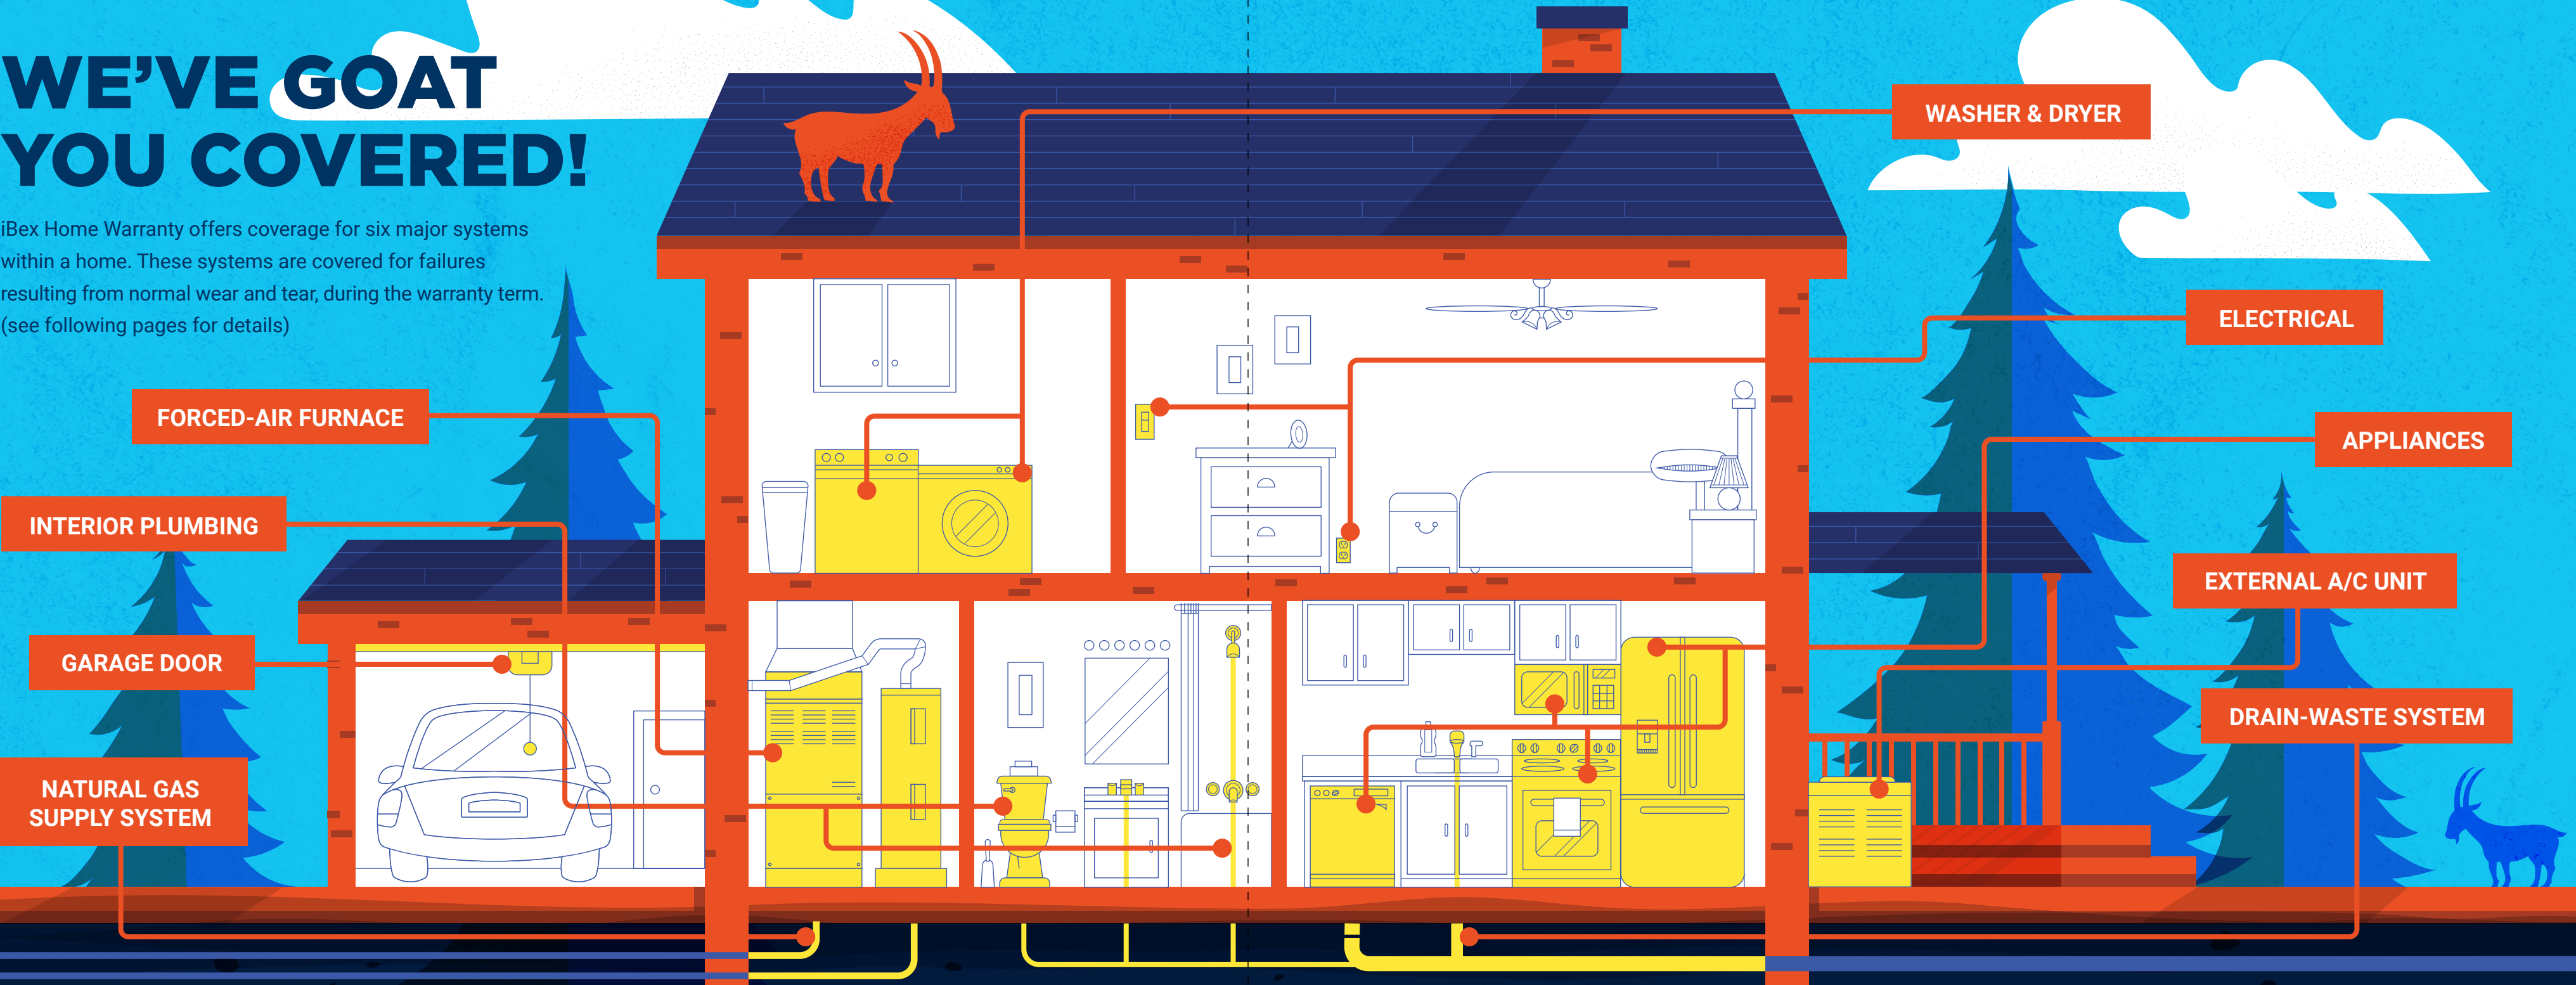 WE'VE GOAT
YOU COVERED!
iBex Home Warranty offers coverage for six major systems
within a home. These systems are covered for failures
resulting from normal wear and tear, during the warranty term.
(see following pages for details)
FORCED-AIR FURNACE
INTERIOR PLUMBING
GARAGE DOOR
NATURAL GAS
SUPPLY SYSTEM
WASHER & DRYER
ELECTRICAL
APPLIANCES
EXTERNAL A/C UNIT
DRAIN-WASTE SYSTEM